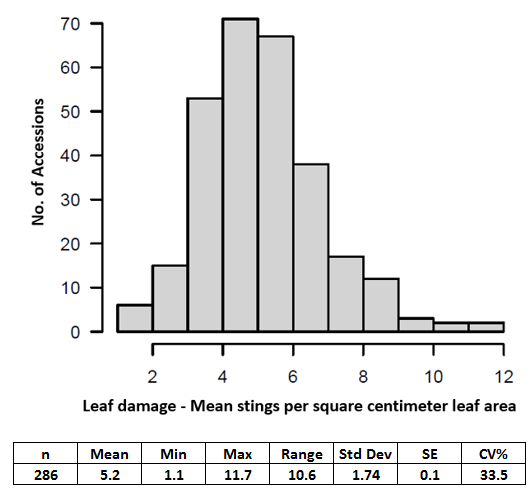 70
60
50
40
30
20
10
0
No. of Accessions
2 4 6 8 10 12
Leaf damage - Mean stings per square centimeter leaf area
n Mean Min Max Range Std Dev SE CV%
286 5.2 1.1 11.7 10.6 1.74 0.1 33.5